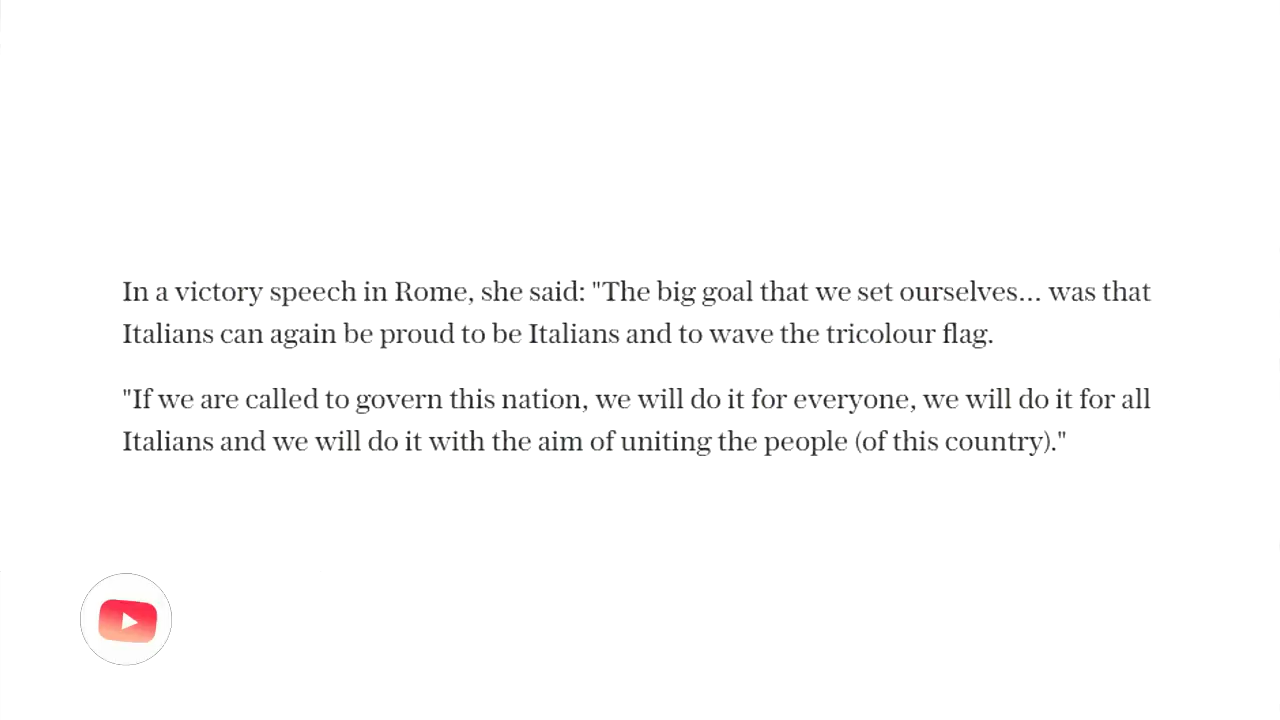 In a victory speech in Rome, she said: "The big goal that we set ourselves... was that
Italians can again be proud to be Italians and to wave the tricolour flag.
"If we are called to govern this nation, we will do it for everyone, we will do it for all
Italians and we will do it with the aim of uniting the people (of this country)."